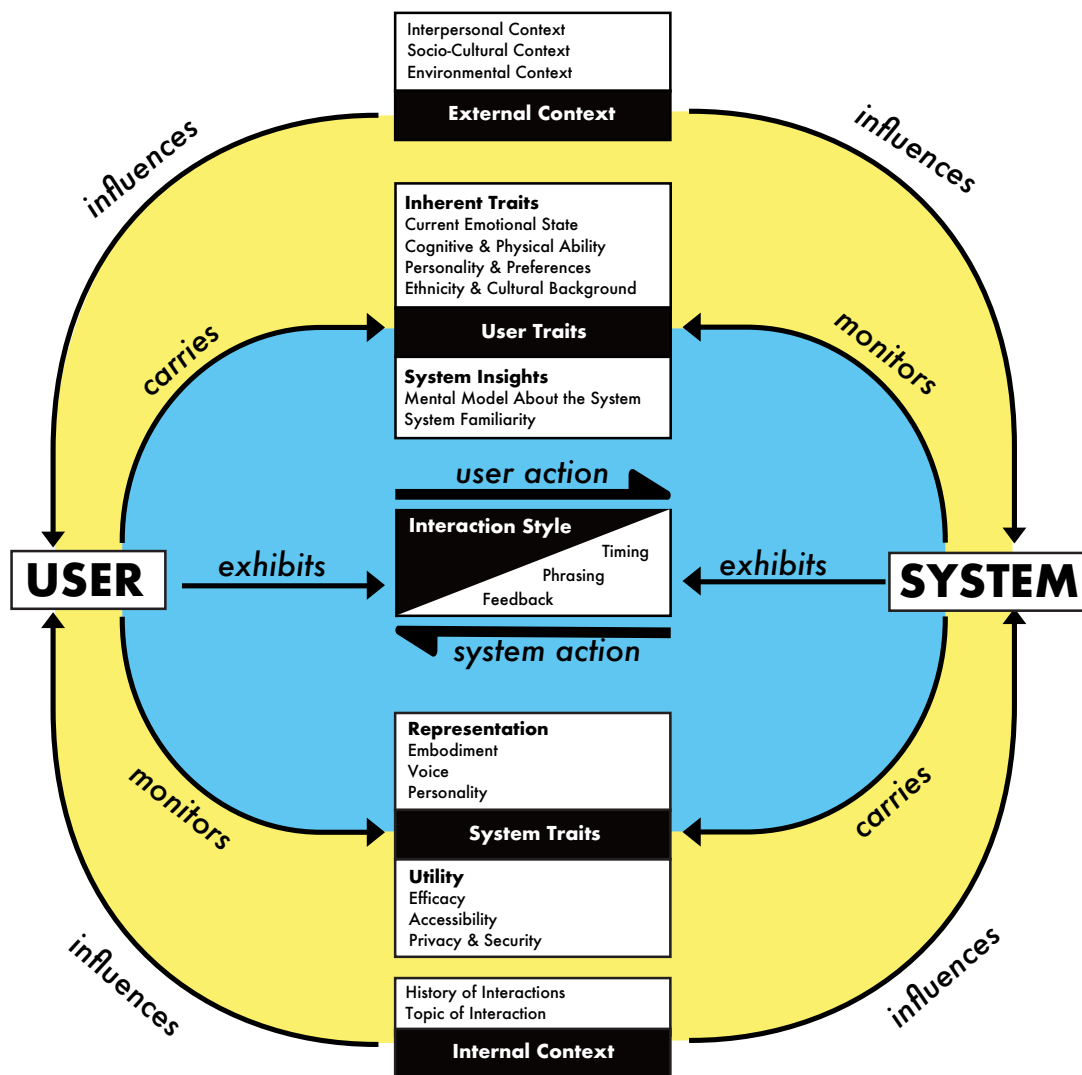 Interpersonal Context
Socio-Cultural Context
Environmental Context
External Context
influences
influences
Inherent Traits
Current Emotional State
Cognitive & Physical Ability
Personality & Preferences
Ethnicity & Cultural Background
User Traits
System Insights
Mental Model About the System
System Familiarity
carries
monitors
user action
Interaction Style
Timing
Phrasing
Feedback
USER
exhibits
exhibits
SYSTEM
system action
Representation
Embodiment
Voice
Personality
System Traits
Utility
Efficacy
Accessibility
Privacy & Security
monitors
carries
influences
influences
History of Interactions
Topic of Interaction
Internal Context